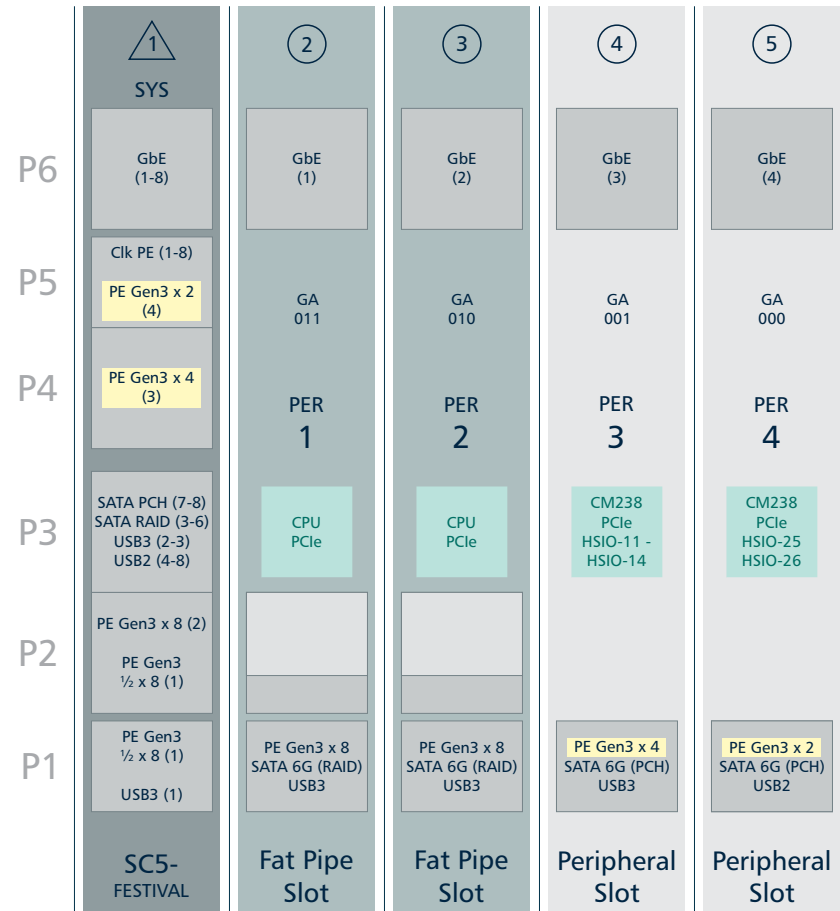 1
SYS
2
3
4
5
P6
GbE
(1-8)
GbE
(1)
GbE
(2)
GbE
(3)
GbE
(4)
P5
Clk PE (1-8)
PE Gen3 x 2
(4)
GA
011
GA
010
GA
001
GA
000
P4
PE Gen3 x 4
(3)
PER
1
PER
2
PER
3
PER
4
P3
SATA PCH (7-8)
SATA RAID (3-6)
USB3 (2-3)
USB2 (4-8)
CPU
PCIe
CPU
PCIe
CM238
PCIe
HSIO-11 -
HSIO-14
CM238
PCIe
HSIO-25
HSIO-26
P2
PE Gen3 x 8 (2)
PE Gen3
½ x 8 (1)
P1
PE Gen3
½ x 8 (1)
USB3 (1)
PE Gen3 x 8
SATA 6G (RAID)
USB3
PE Gen3 x 8
SATA 6G (RAID)
USB3
PE Gen3 x 4
SATA 6G (PCH)
USB3
PE Gen3 x 2
SATA 6G (PCH)
USB2
SC5-
FESTIVAL
Fat Pipe
Slot
Fat Pipe
Slot
Peripheral
Slot
Peripheral
Slot